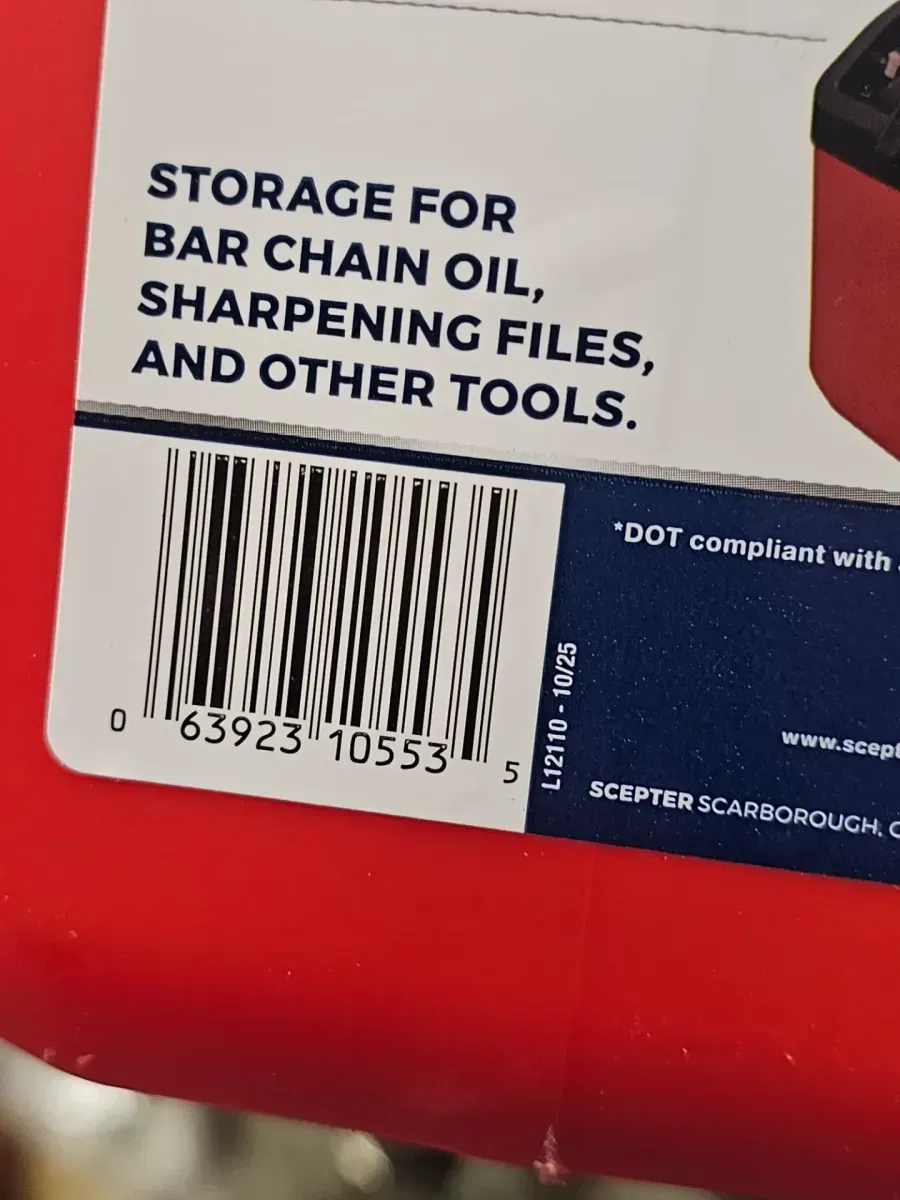 STORAGE FOR
BAR CHAIN OIL,
SHARPENING FILES,
AND OTHER TOOLS.
*DOT compliant with
0 63923 10553 5
L12110 - 10/25
www.scept
SCEPTER SCARBOROUGH,